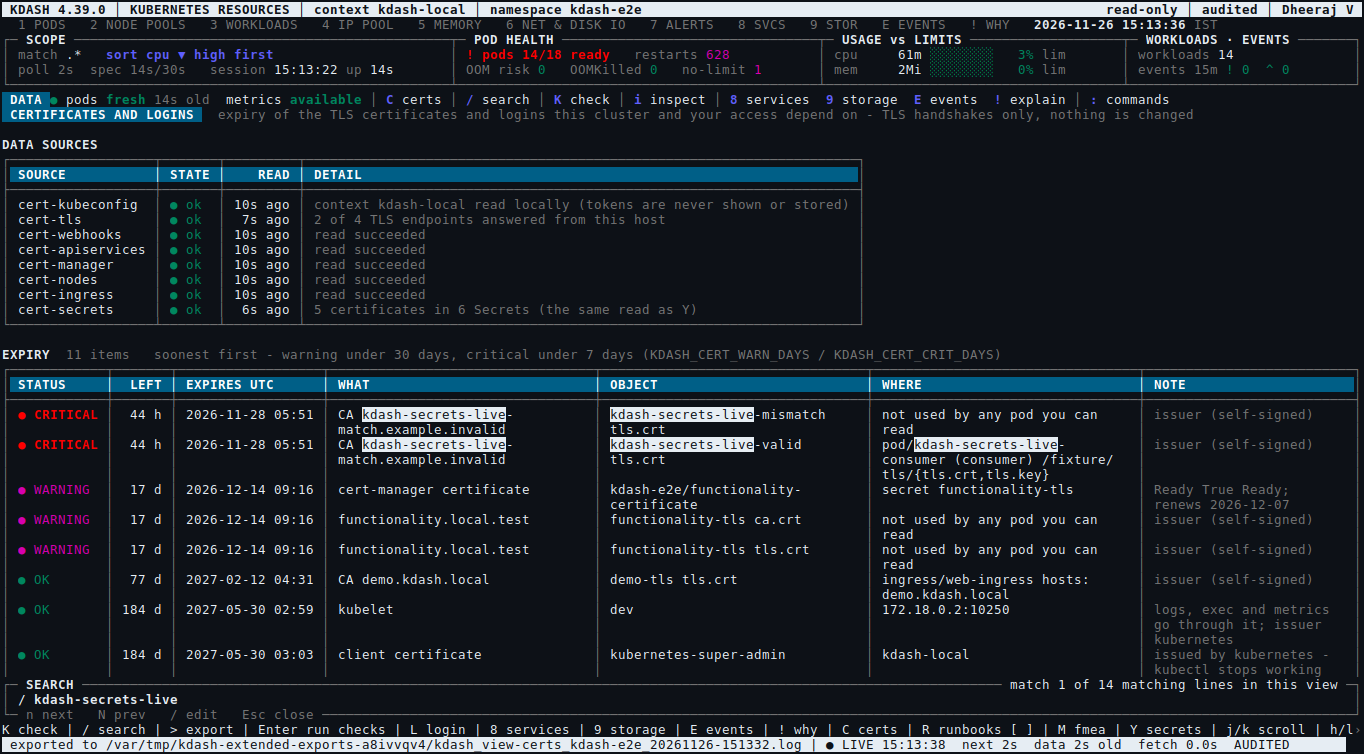 KDASH 4.39.0 │ KUBERNETES RESOURCES │ context kdash-local │ namespace kdash-e2e read-only │ audited │ Dheeraj V
1 PODS 2 NODE POOLS 3 WORKLOADS 4 IP POOL 5 MEMORY 6 NET & DISK IO 7 ALERTS 8 SVCS 9 STOR E EVENTS ! WHY 2026-11-26 15:13:36 IST
SCOPE POD HEALTH USAGE vs LIMITS WORKLOADS · EVENTS
match .* sort cpu ▼ high first ! pods 14/18 ready restarts 628 cpu 61m 3% lim workloads 14
poll 2s spec 14s/30s session 15:13:22 up 14s OOM risk 0 OOMKilled 0 no-limit 1 mem 2Mi 0% lim events 15m ! 0 ^ 0
DATA ● pods fresh 14s old metrics available │ C certs │ / search │ K check │ i inspect │ 8 services 9 storage E events ! explain │ : commands
CERTIFICATES AND LOGINS expiry of the TLS certificates and logins this cluster and your access depend on - TLS handshakes only, nothing is changed
DATA SOURCES
SOURCE STATE READ DETAIL
cert-kubeconfig ● ok 10s ago context kdash-local read locally (tokens are never shown or stored)
cert-tls ● ok 7s ago 2 of 4 TLS endpoints answered from this host
cert-webhooks ● ok 10s ago read succeeded
cert-apiservices ● ok 10s ago read succeeded
cert-manager ● ok 10s ago read succeeded
cert-nodes ● ok 10s ago read succeeded
cert-ingress ● ok 10s ago read succeeded
cert-secrets ● ok 6s ago 5 certificates in 6 Secrets (the same read as Y)
EXPIRY 11 items soonest first - warning under 30 days, critical under 7 days (KDASH_CERT_WARN_DAYS / KDASH_CERT_CRIT_DAYS)
STATUS LEFT EXPIRES UTC WHAT OBJECT WHERE NOTE
● CRITICAL 44 h 2026-11-28 05:51 CA kdash-secrets-live- kdash-secrets-live-mismatch not used by any pod you can issuer (self-signed)
match.example.invalid tls.crt read
● CRITICAL 44 h 2026-11-28 05:51 CA kdash-secrets-live- kdash-secrets-live-valid pod/kdash-secrets-live- issuer (self-signed)
match.example.invalid tls.crt consumer (consumer) /fixture/
tls/{tls.crt,tls.key}
● WARNING 17 d 2026-12-14 09:16 cert-manager certificate kdash-e2e/functionality- secret functionality-tls Ready True Ready;
certificate renews 2026-12-07
● WARNING 17 d 2026-12-14 09:16 functionality.local.test functionality-tls ca.crt not used by any pod you can issuer (self-signed)
read
● WARNING 17 d 2026-12-14 09:16 functionality.local.test functionality-tls tls.crt not used by any pod you can issuer (self-signed)
read
● OK 77 d 2027-02-12 04:31 CA demo.kdash.local demo-tls tls.crt ingress/web-ingress hosts: issuer (self-signed)
demo.kdash.local
● OK 184 d 2027-05-30 02:59 kubelet dev 172.18.0.2:10250 logs, exec and metrics
go through it; issuer
kubernetes
● OK 184 d 2027-05-30 03:03 client certificate kubernetes-super-admin kdash-local issued by kubernetes -
kubectl stops working
SEARCH match 1 of 14 matching lines in this view
/ kdash-secrets-live
n next N prev / edit Esc close
K check | / search | > export | Enter run checks | L login | 8 services | 9 storage | E events | ! why | C certs | R runbooks [ ] | M fmea | Y secrets | j/k scroll | h/l›
exported to /var/tmp/kdash-extended-exports-a8ivvqv4/kdash_view-certs_kdash-e2e_20261126-151332.log | ● LIVE 15:13:38 next 2s data 2s old fetch 0.0s AUDITED